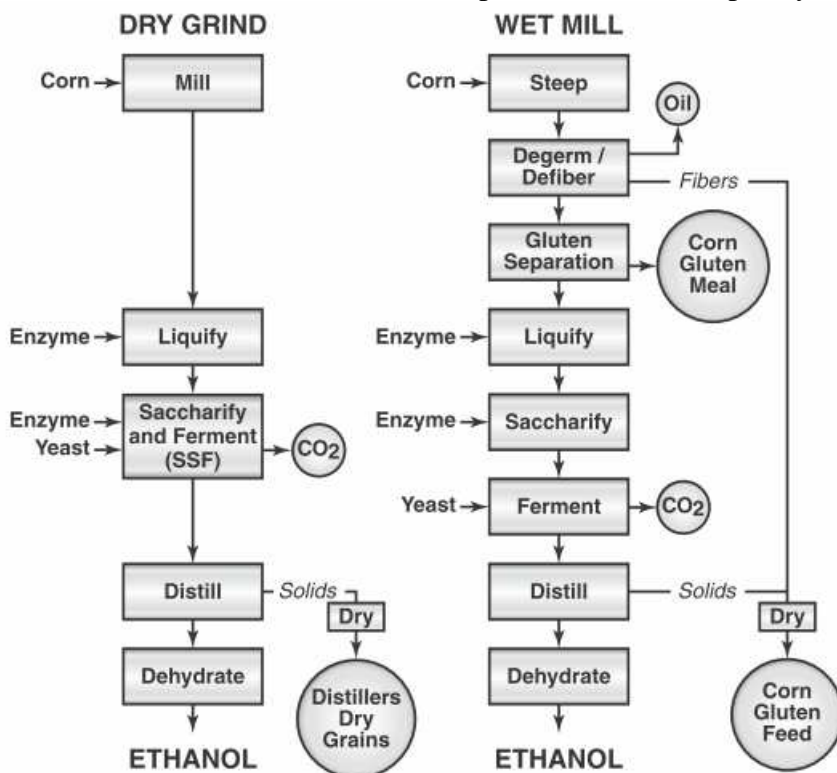 DRY GRIND
Corn
Mill
Enzyme
Liquify
Enzyme
Yeast
Saccharify
and Ferment
(SSF)
CO2
Distill
Solids
Dry
Distillers
Dry
Grains
Dehydrate
ETHANOL
WET MILL
Corn
Steep
Oil
Degerm /
Defiber
Fibers
Gluten
Separation
Corn
Gluten
Meal
Enzyme
Liquify
Enzyme
Saccharify
Yeast
Ferment
CO2
Distill
Solids
Dry
Corn
Gluten
Feed
Dehydrate
ETHANOL